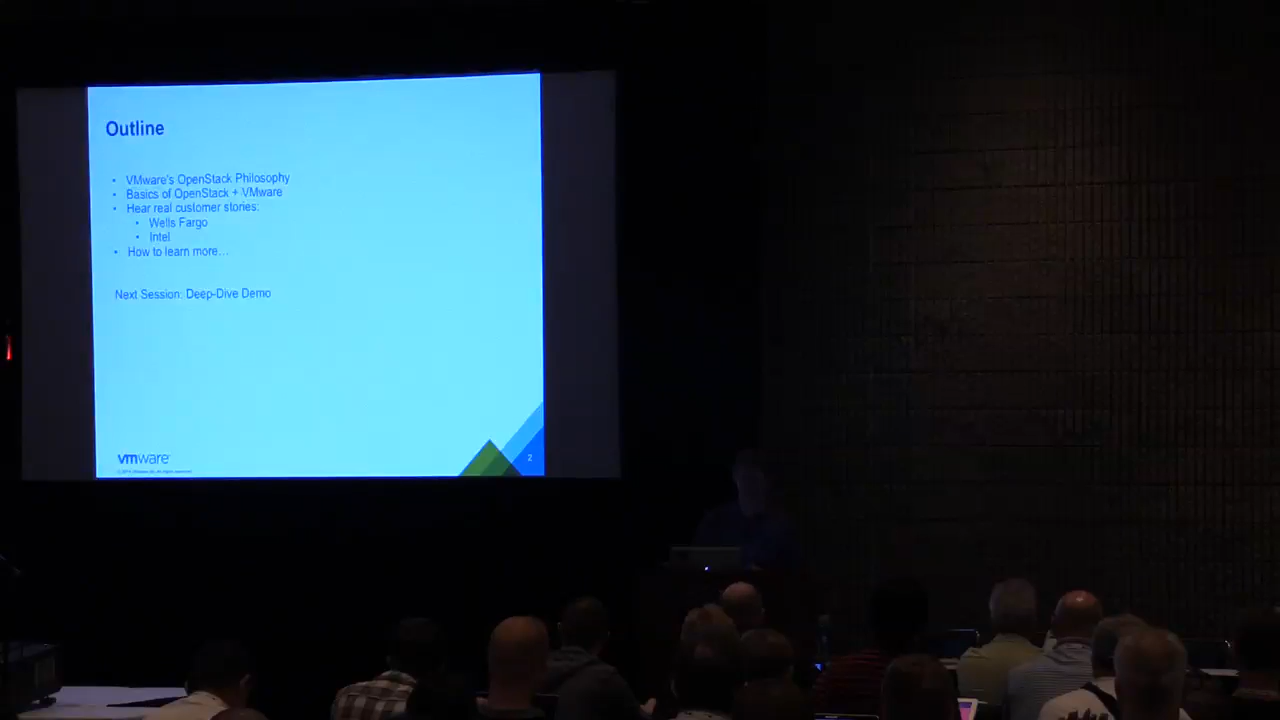 Outline
• VMware's OpenStack Philosophy
• Basics of OpenStack + VMware
• Hear real customer stories:
• Wells Fargo
• Intel
• How to learn more…
Next Session: Deep-Dive Demo
vmware
2